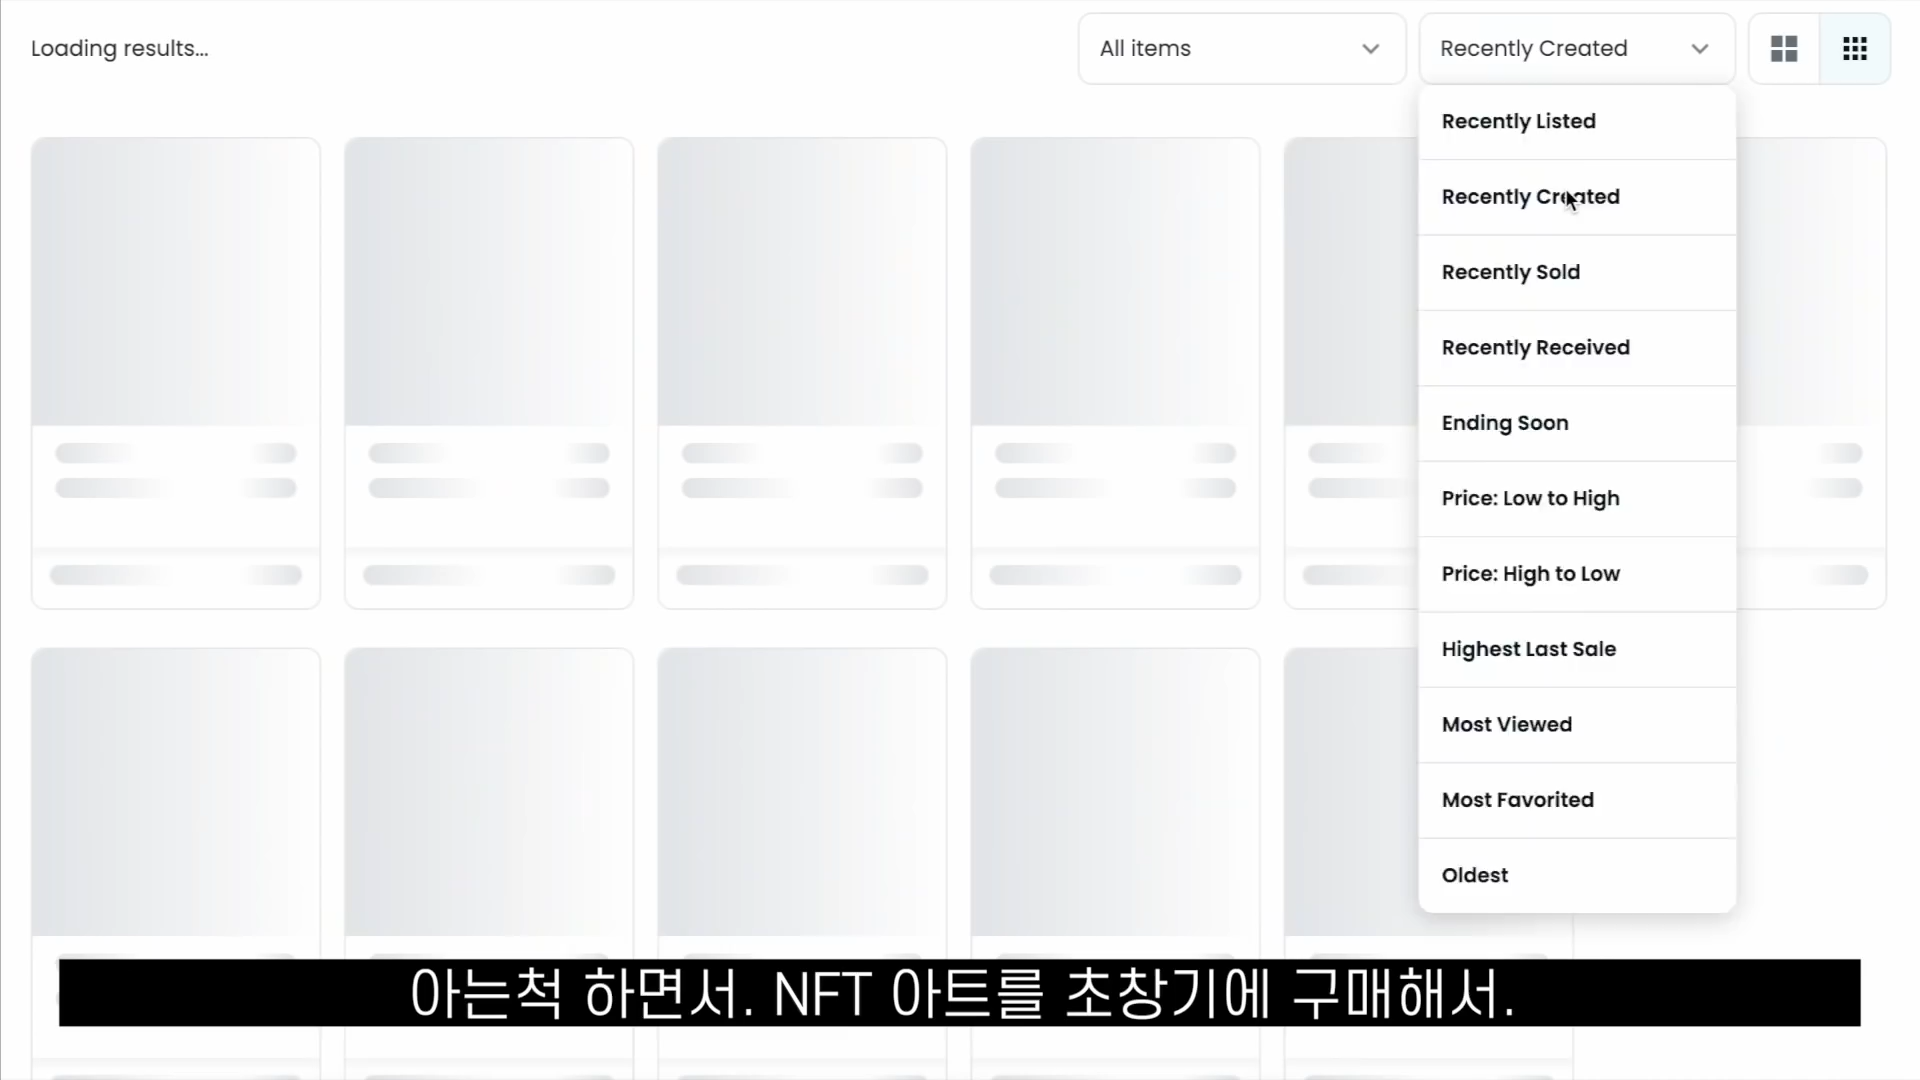 Loading results...
All items
Recently Created
Recently Listed
Recently Created
Recently Sold
Recently Received
Ending Soon
Price: Low to High
Price: High to Low
Highest Last Sale
Most Viewed
Most Favorited
Oldest
아는척 하면서. NFT 아트를 초창기에 구매해서.